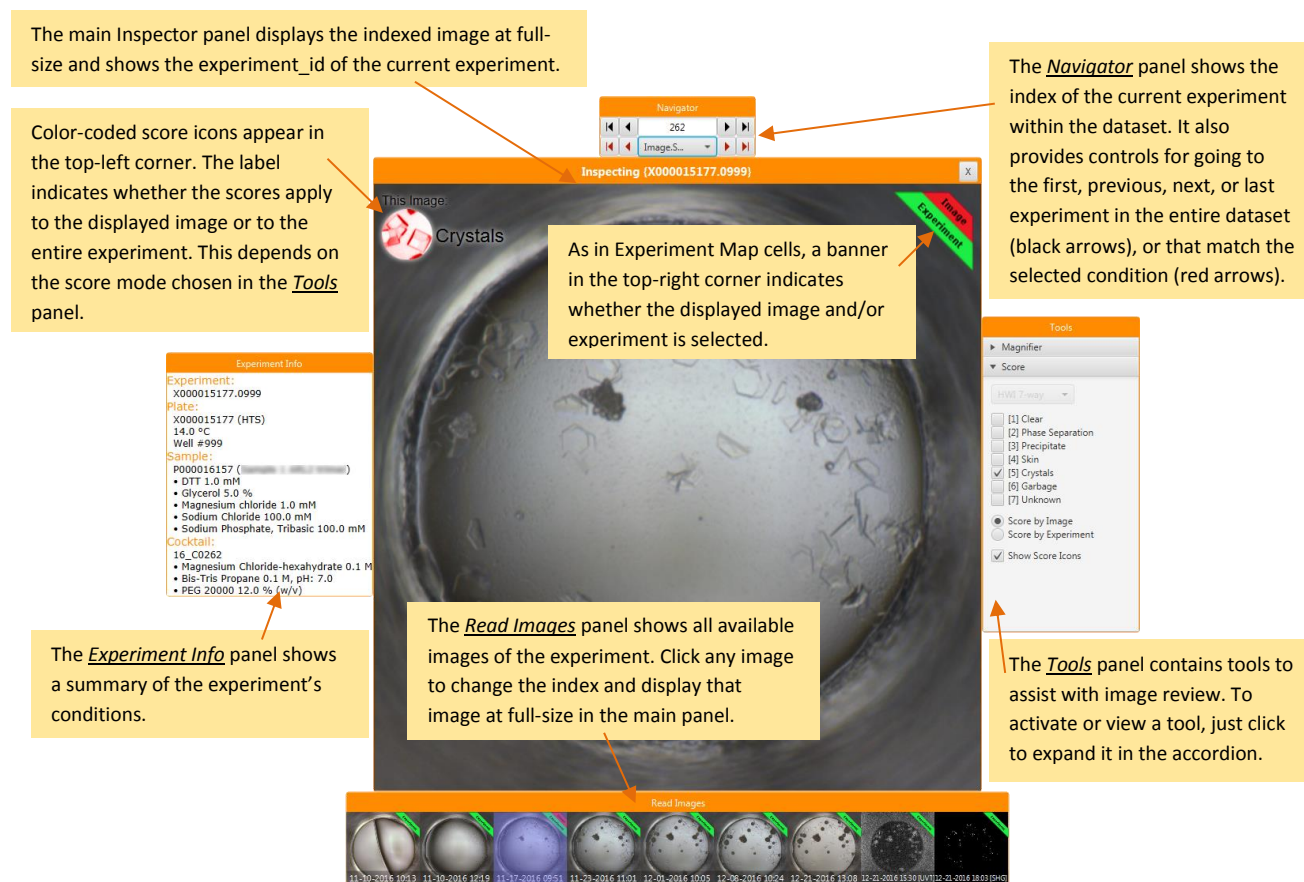 The main Inspector panel displays the indexed image at full-
size and shows the experiment_id of the current experiment.
Color-coded score icons appear in
the top-left corner. The label
indicates whether the scores apply
to the displayed image or to the
entire experiment. This depends on
the score mode chosen in the Tools
panel.
Navigator
262
Image.S...
The Navigator panel shows the
index of the current experiment
within the dataset. It also
provides controls for going to
the first, previous, next, or last
experiment in the entire dataset
(black arrows), or that match the
selected condition (red arrows).
Inspecting (X000015177.0999)
X
This Image:
Crystals
Image
Experiment
As in Experiment Map cells, a banner
in the top-right corner indicates
whether the displayed image and/or
experiment is selected.
Experiment Info
Experiment:
X000015177.0999
Plate:
X000015177 (HTS)
14.0 °C
Well #999
Sample:
P000016157 ( )
• DTT 1.0 mM
• Glycerol 5.0 %
• Magnesium chloride 1.0 mM
• Sodium Chloride 100.0 mM
• Sodium Phosphate, Tribasic 100.0 mM
Cocktail:
16_C0262
• Magnesium Chloride-hexahydrate 0.1 M
• Bis-Tris Propane 0.1 M, pH: 7.0
• PEG 20000 12.0 % (w/v)
Tools
Magnifier
Score
HWI 7-way
[1] Clear
[2] Phase Separation
[3] Precipitate
[4] Skin
[5] Crystals
[6] Garbage
[7] Unknown
Score by Image
Score by Experiment
Show Score Icons
The Experiment Info panel shows
a summary of the experiment's
conditions.
The Read Images panel shows all available
images of the experiment. Click any image
to change the index and display that
image at full-size in the main panel.
The Tools panel contains tools to
assist with image review. To
activate or view a tool, just click
to expand it in the accordion.
Read Images
11-10-2016 10:13 11-10-2016 12:19 11-17-2016 09:51 11-23-2016 11:01 12-01-2016 10:05 12-08-2016 10:24 12-21-2016 13:08 12-21-2016 15:30 [UVT] 12-21-2016 18:03 [SHG]